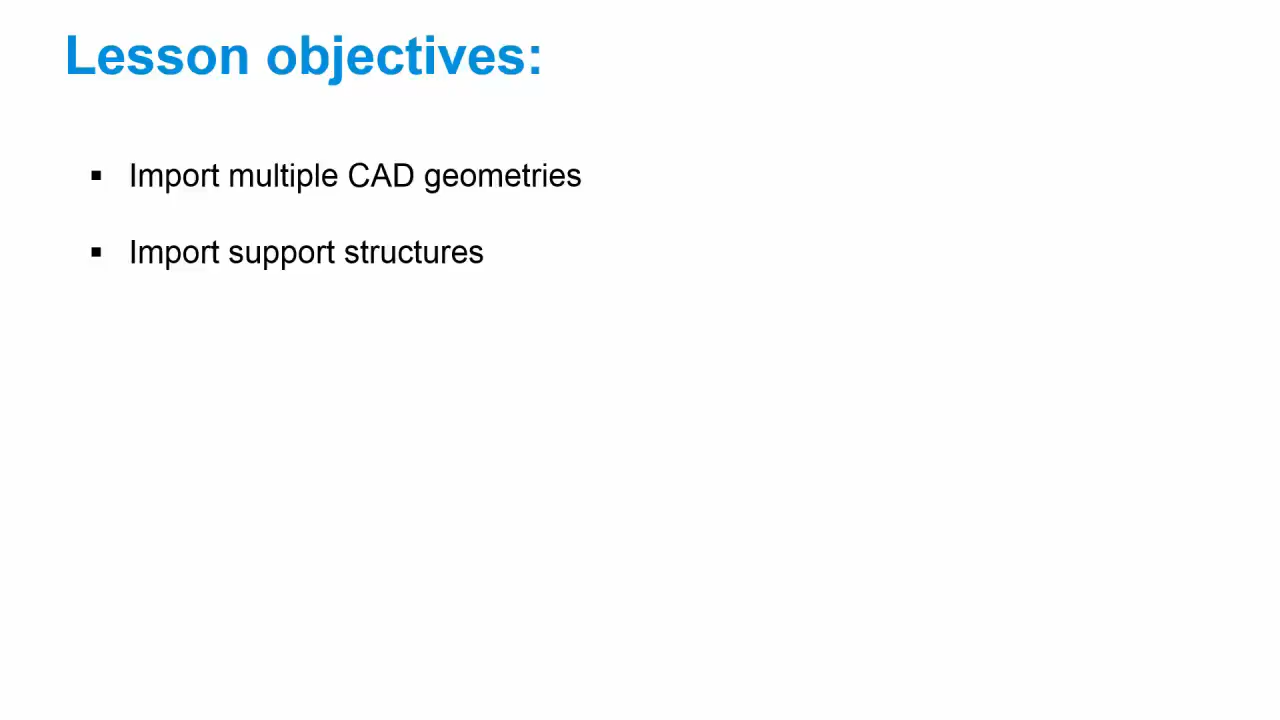 Lesson objectives:
▪ Import multiple CAD geometries
▪ Import support structures